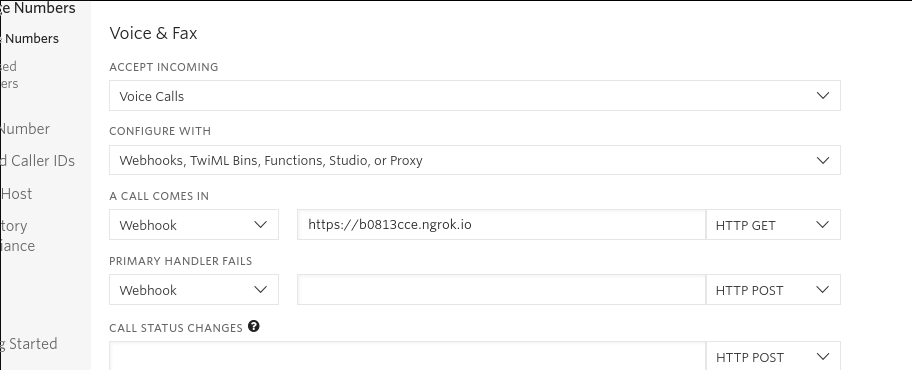 e Numbers
Numbers
sed
ers
Number
d Caller IDs
Host
tory
iance
g Started
Voice & Fax
ACCEPT INCOMING
Voice Calls
CONFIGURE WITH
Webhooks, TwiML Bins, Functions, Studio, or Proxy
A CALL COMES IN
Webhook https://b0813cce.ngrok.io HTTP GET
PRIMARY HANDLER FAILS
Webhook HTTP POST
CALL STATUS CHANGES ?
HTTP POST